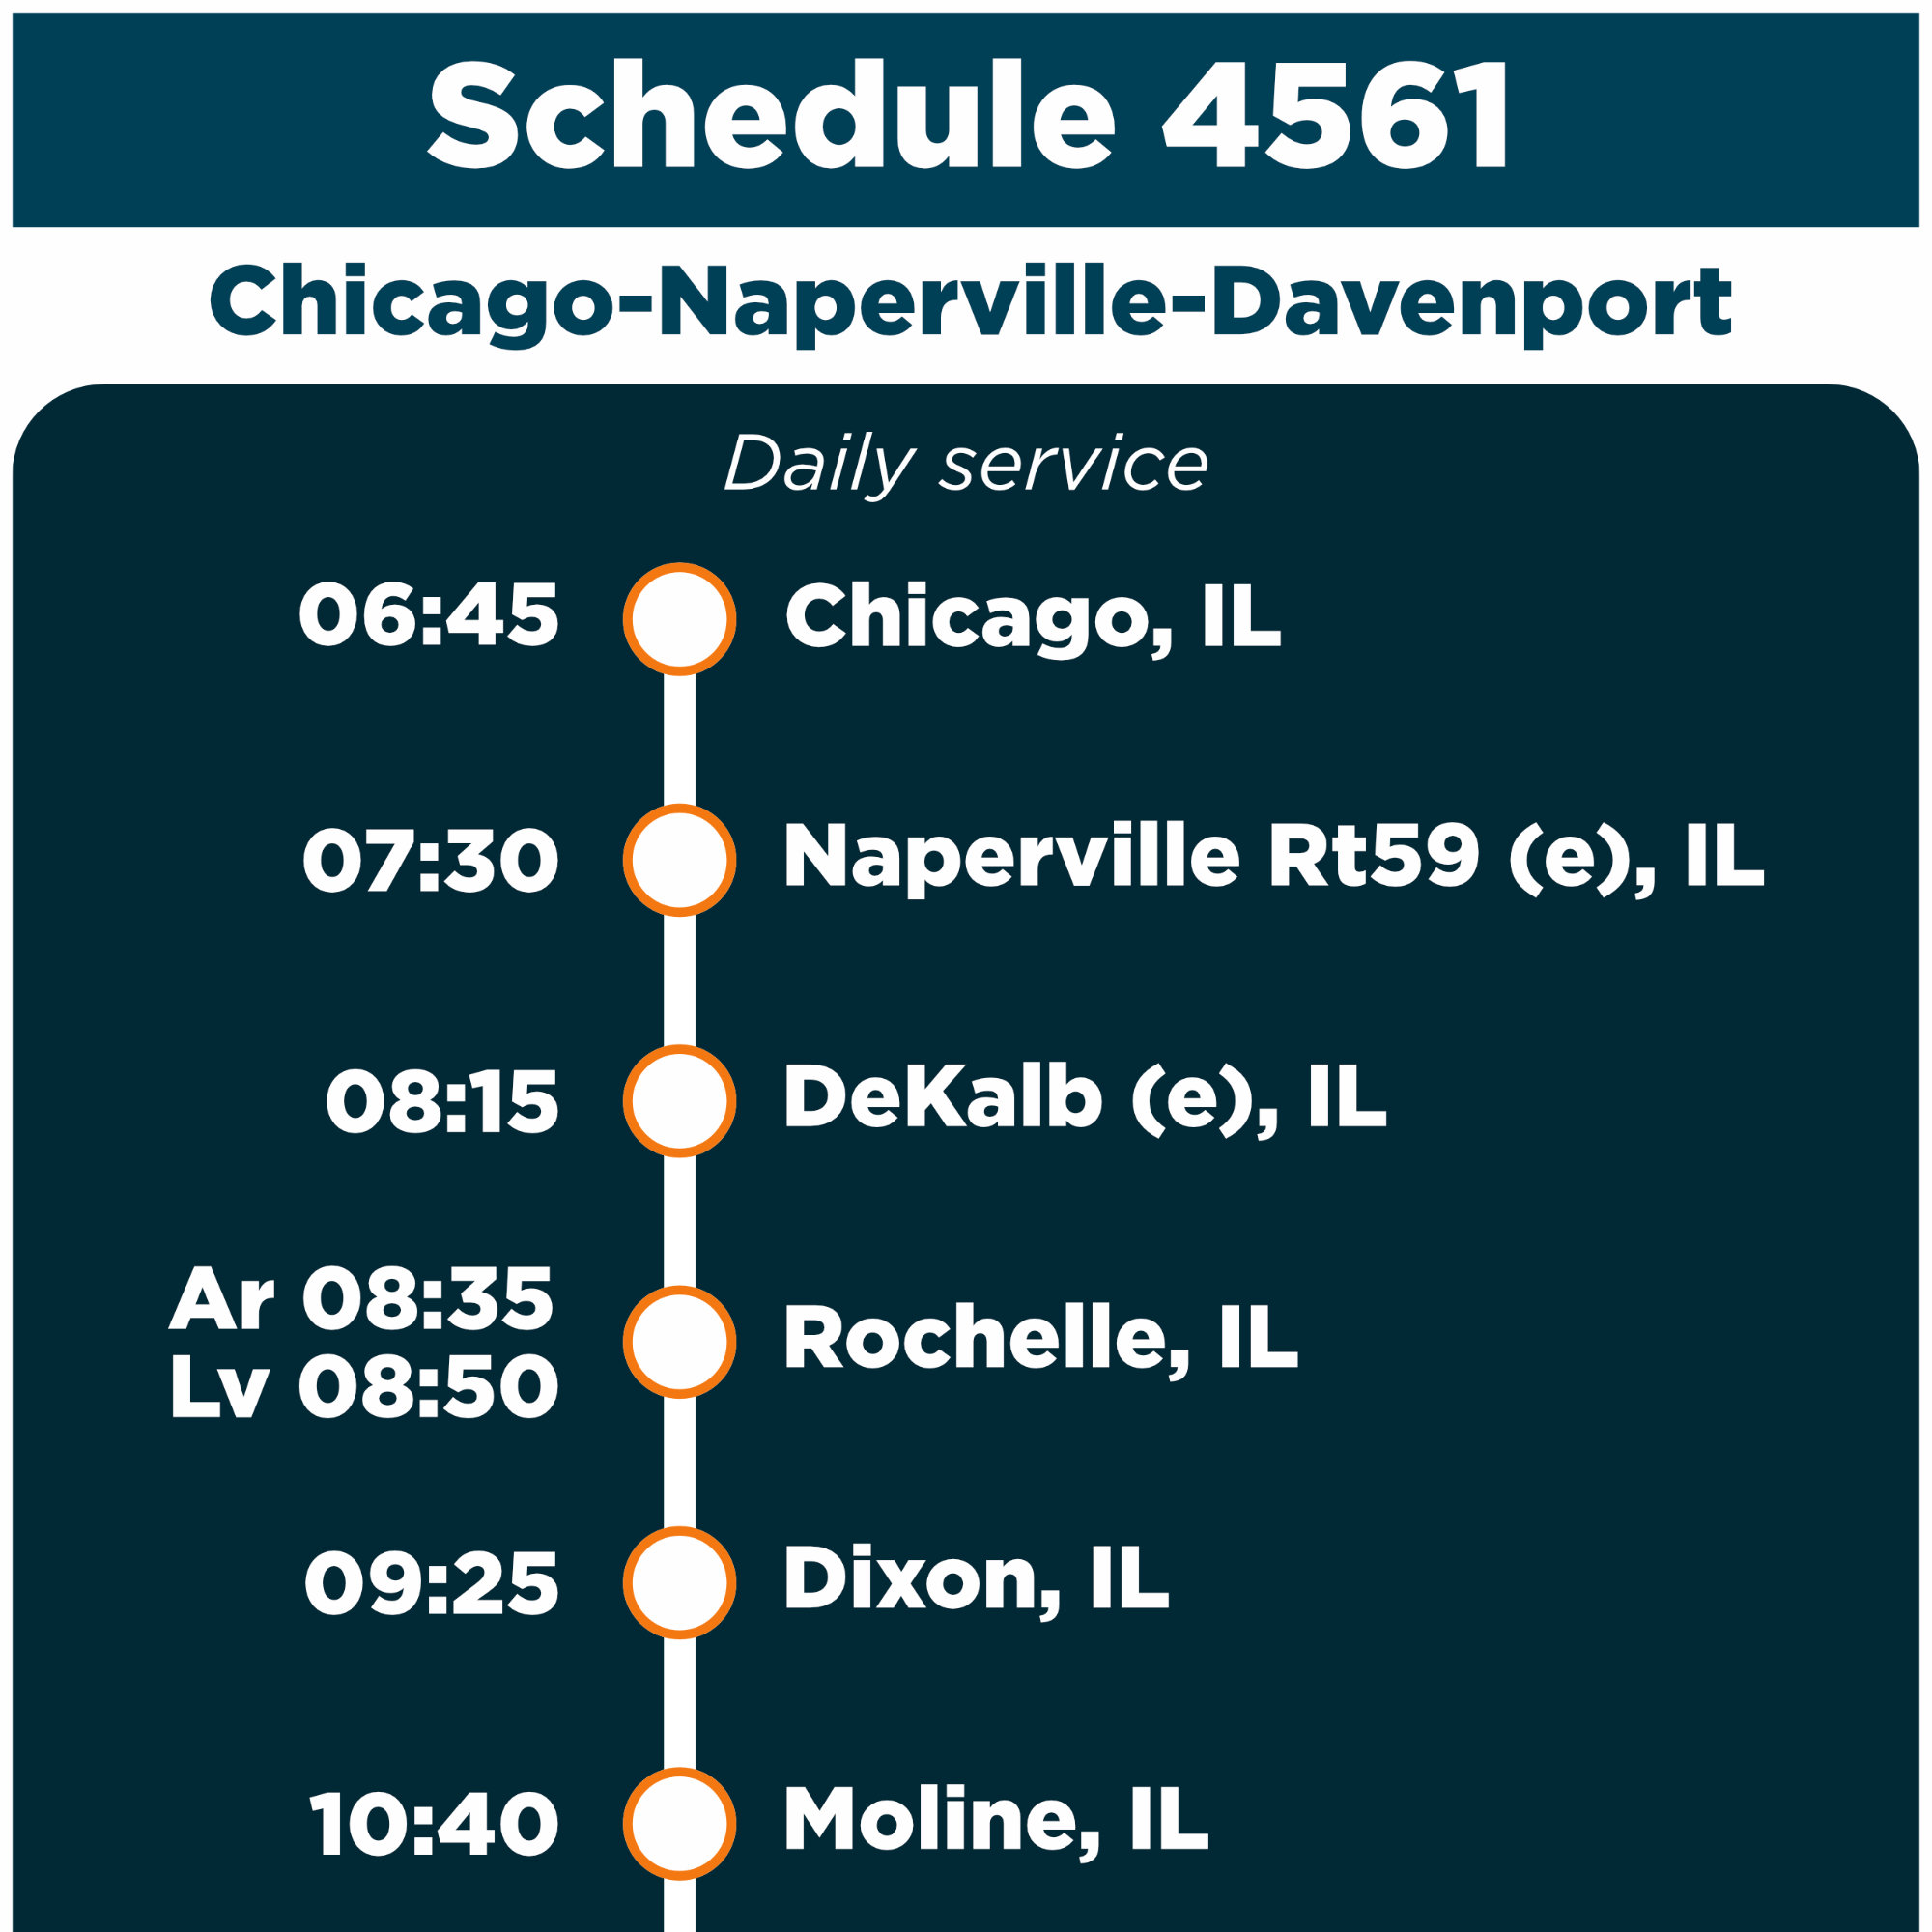 Schedule 4561
Chicago-Naperville-Davenport
Daily service
06:45 Chicago, IL
07:30 Naperville Rt59 (e), IL
08:15 DeKalb (e), IL
Ar 08:35
Lv 08:50
Rochelle, IL
09:25 Dixon, IL
10:40 Moline, IL